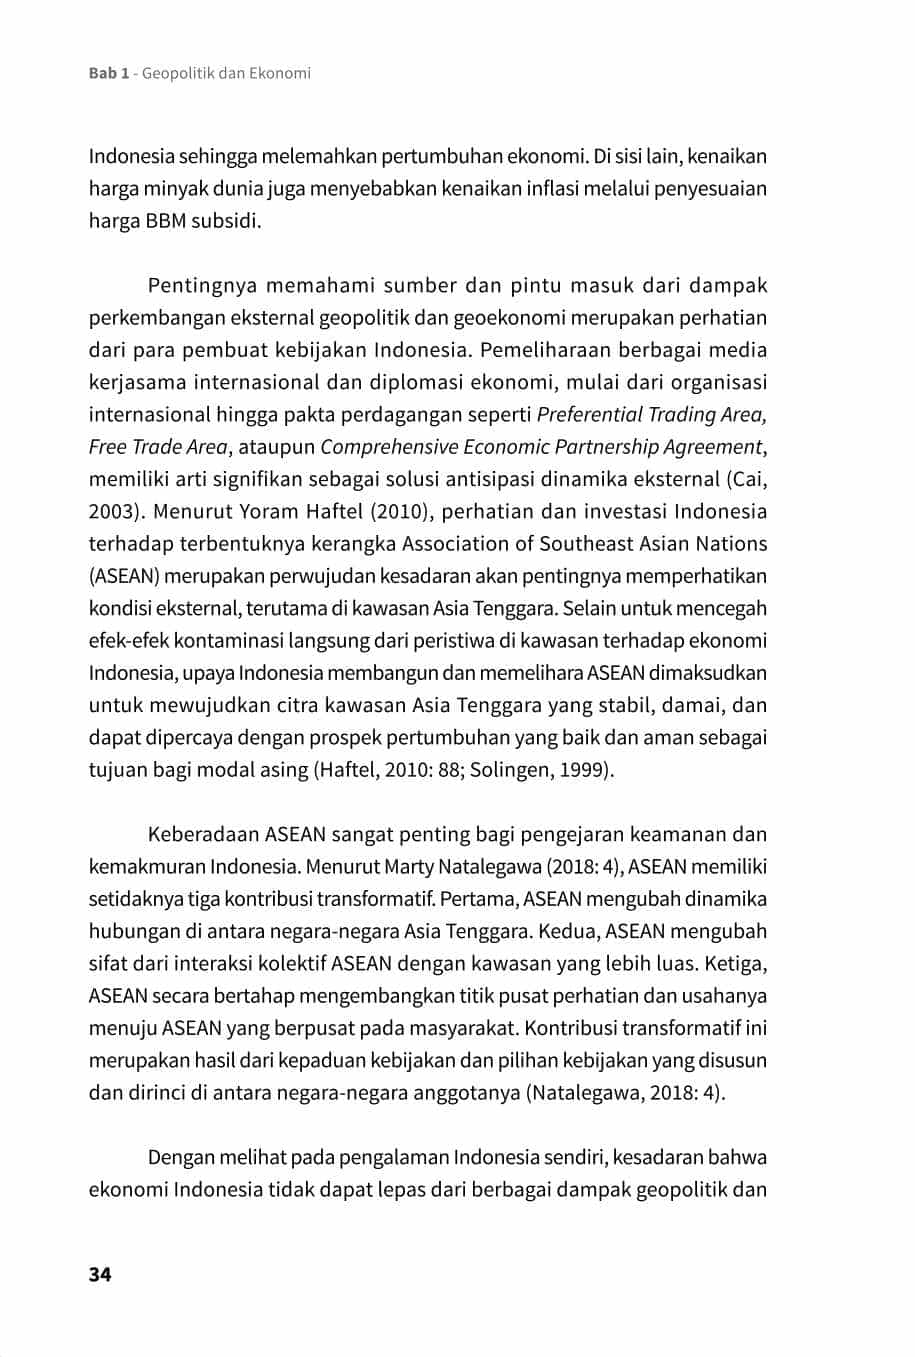 Bab 1 - Geopolitik dan Ekonomi
Indonesia sehingga melemahkan pertumbuhan ekonomi. Di sisi lain, kenaikan
harga minyak dunia juga menyebabkan kenaikan inflasi melalui penyesuaian
harga BBM subsidi.
Pentingnya memahami sumber dan pintu masuk dari dampak
perkembangan eksternal geopolitik dan geoekonomi merupakan perhatian
dari para pembuat kebijakan Indonesia. Pemeliharaan berbagai media
kerjasama internasional dan diplomasi ekonomi, mulai dari organisasi
internasional hingga pakta perdagangan seperti Preferential Trading Area,
Free Trade Area, ataupun Comprehensive Economic Partnership Agreement,
memiliki arti signifikan sebagai solusi antisipasi dinamika eksternal (Cai,
2003). Menurut Yoram Haftel (2010), perhatian dan investasi Indonesia
terhadap terbentuknya kerangka Association of Southeast Asian Nations
(ASEAN) merupakan perwujudan kesadaran akan pentingnya memperhatikan
kondisi eksternal, terutama di kawasan Asia Tenggara. Selain untuk mencegah
efek-efek kontaminasi langsung dari peristiwa di kawasan terhadap ekonomi
Indonesia, upaya Indonesia membangun dan memelihara ASEAN dimaksudkan
untuk mewujudkan citra kawasan Asia Tenggara yang stabil, damai, dan
dapat dipercaya dengan prospek pertumbuhan yang baik dan aman sebagai
tujuan bagi modal asing (Haftel, 2010: 88; Solingen, 1999).
Keberadaan ASEAN sangat penting bagi pengejaran keamanan dan
kemakmuran Indonesia. Menurut Marty Natalegawa (2018: 4), ASEAN memiliki
setidaknya tiga kontribusi transformatif. Pertama, ASEAN mengubah dinamika
hubungan di antara negara-negara Asia Tenggara. Kedua, ASEAN mengubah
sifat dari interaksi kolektif ASEAN dengan kawasan yang lebih luas. Ketiga,
ASEAN secara bertahap mengembangkan titik pusat perhatian dan usahanya
menuju ASEAN yang berpusat pada masyarakat. Kontribusi transformatif ini
merupakan hasil dari kepaduan kebijakan dan pilihan kebijakan yang disusun
dan dirinci di antara negara-negara anggotanya (Natalegawa, 2018: 4).
Dengan melihat pada pengalaman Indonesia sendiri, kesadaran bahwa
ekonomi Indonesia tidak dapat lepas dari berbagai dampak geopolitik dan
34